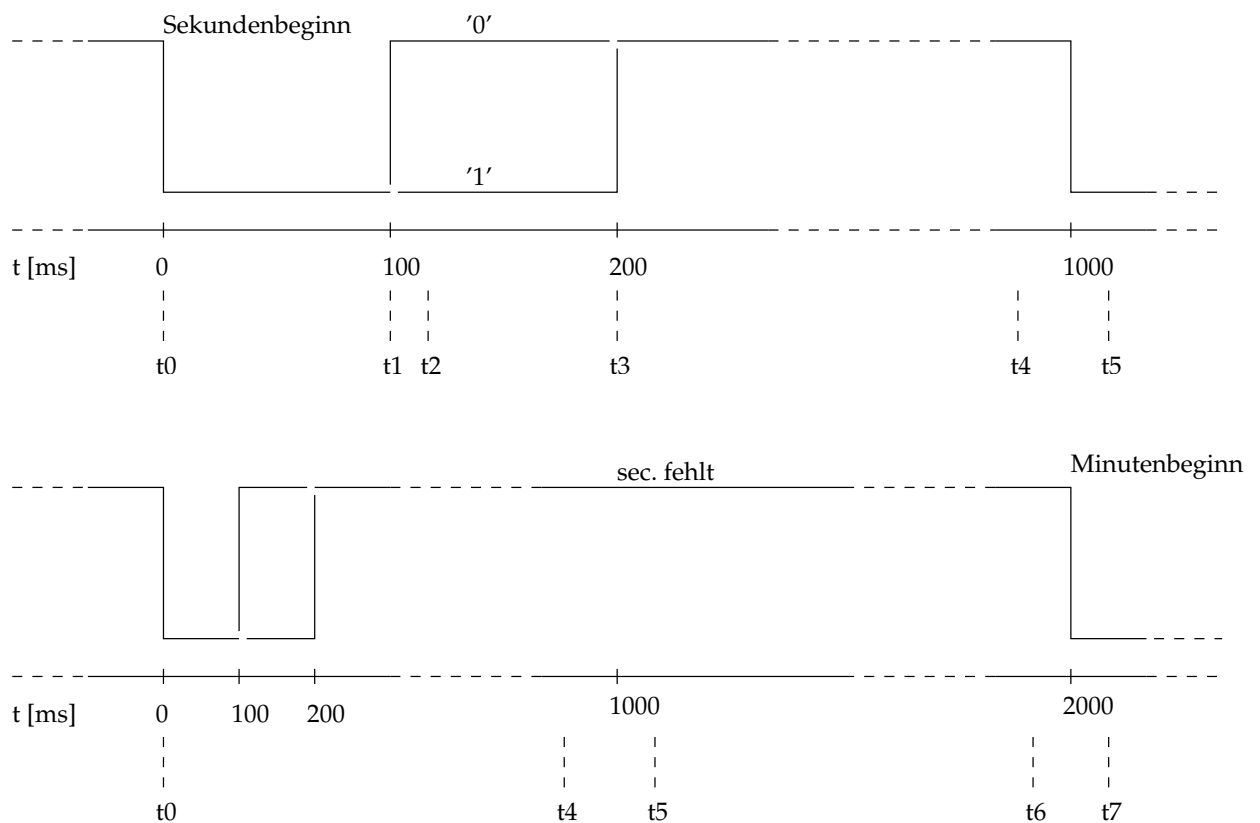 Sekundenbeginn ’0’
’1’
t [ms] 0 100 200 1000
t0 t1 t2 t3 t4 t5
Minutenbeginn
sec. fehlt
t [ms] 0 100 200 1000 2000
t0 t4 t5 t6 t7